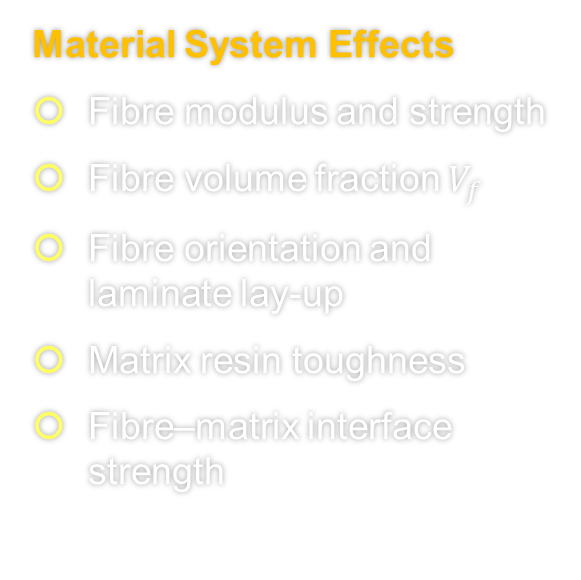 Material System Effects
Fibre modulus and strength
Fibre volume fraction V_f
Fibre orientation and
laminate lay-up
Matrix resin toughness
Fibre–matrix interface
strength